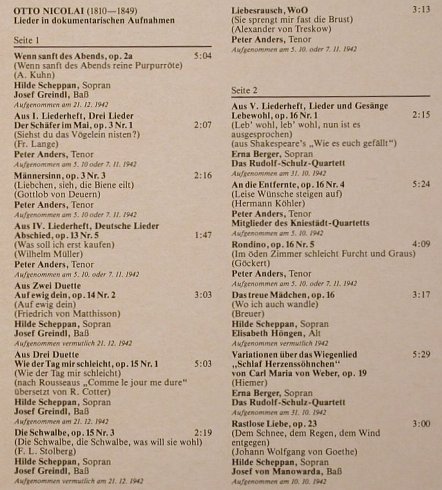 OTTO NICOLAI (1810—1849)
Lieder in dokumentarischen Aufnahmen
Seite 1
Wenn sanft des Abends, op. 2a 5:04
(Wenn sanft des Abends reine Purpurröte)
(A. Kuhn)
Hilde Scheppan, Sopran
Josef Greindl, Baß
Aufgenommen am 21. 12. 1942
Aus I. Liederheft, Drei Lieder
Der Schäfer im Mai, op. 3 Nr. 1 2:07
(Siehst du das Vögelein nisten?)
(Fr. Lange)
Peter Anders, Tenor
Aufgenommen am 5. 10 oder 7. 11. 1942
Männersinn, op. 3 Nr. 3 2:16
(Liebchen, sieh, die Biene eilt)
(Gottlob von Deuern)
Peter Anders, Tenor
Aufgenommen am 5. 10. oder 7. 11. 1942
Aus IV. Liederheft, Deutsche Lieder
Abschied, op. 13 Nr. 5 1:47
(Was soll ich erst kaufen)
(Wilhelm Müller)
Peter Anders, Tenor
Aufgenommen am 5. 10. oder 7. 11. 1942
Aus Zwei Duette
Auf ewig dein, op. 14 Nr. 2 3:03
(Auf ewig dein)
(Friedrich von Matthisson)
Hilde Scheppan, Sopran
Josef Greindl, Baß
Aufgenommen vermutlich 21. 12. 1942
Aus Drei Duette
Wie der Tag mir schleicht, op. 15 Nr. 1 5:03
(Wie der Tag mir schleicht)
(nach Rousseaus „Comme le jour me dure“
übersetzt von R. Cotter)
Hilde Scheppan, Sopran
Josef Greindl, Baß
Aufgenommen am 21. 12. 1942
Die Schwalbe, op. 15 Nr. 3 2:19
(Die Schwalbe, die Schwalbe, was will sie wohl)
(F. L. Stolberg)
Hilde Scheppan, Sopran
Josef Greindl, Baß
Aufgenommen vermutlich am 21. 12. 1942
Liebesrausch, WoO 3:13
(Sie sprengt mir fast die Brust)
(Alexander von Treskow)
Peter Anders, Tenor
Aufgenommen am 5. 10 oder 7. 11. 1942
Seite 2
Aus V. Liederheft, Lieder und Gesänge
Lebewohl, op. 16 Nr. 1 2:15
(Leb' wohl, leb' wohl, nun ist es
ausgesprochen)
(aus Shakespeare's „Wie es euch gefällt“)
Erna Berger, Sopran
Das Rudolf-Schulz-Quartett
Aufgenommen am 31. 10. 1942
An die Entfernte, op. 16 Nr. 4 5:24
(Leise Wünsche steigen auf)
(Hermann Köhler)
Peter Anders, Tenor
Mitglieder des Kniestädt-Quartetts
Aufgenommen am 5. 10. 1942
Rondino, op. 16 Nr. 5 4:09
(Im öden Zimmer schleicht Furcht und Graus)
(Göckert)
Peter Anders, Tenor
Aufgenommen am 5. 10. oder 7. 11. 1942
Das treue Mädchen, op. 16 3:17
(Wo ich auch wandle)
(Breuer)
Hilde Scheppan, Sopran
Elisabeth Höngen, Alt
Aufgenommen vermutlich 1942
Variationen über das Wiegenlied 5:29
„Schlaf Herzenssöhnchen“
von Carl Maria von Weber, op. 19
(Hiemer)
Erna Berger, Sopran
Das Rudolf-Schulz-Quartett
Aufgenommen am 31. 10. 1942
Rastlose Liebe, op. 23 3:00
(Dem Schnee, dem Regen, dem Wind
entgegen)
(Johann Wolfgang von Goethe)
Hilde Scheppan, Sopran
Josef von Manowarda, Baß
Aufgenommen am 10. 10. 1942